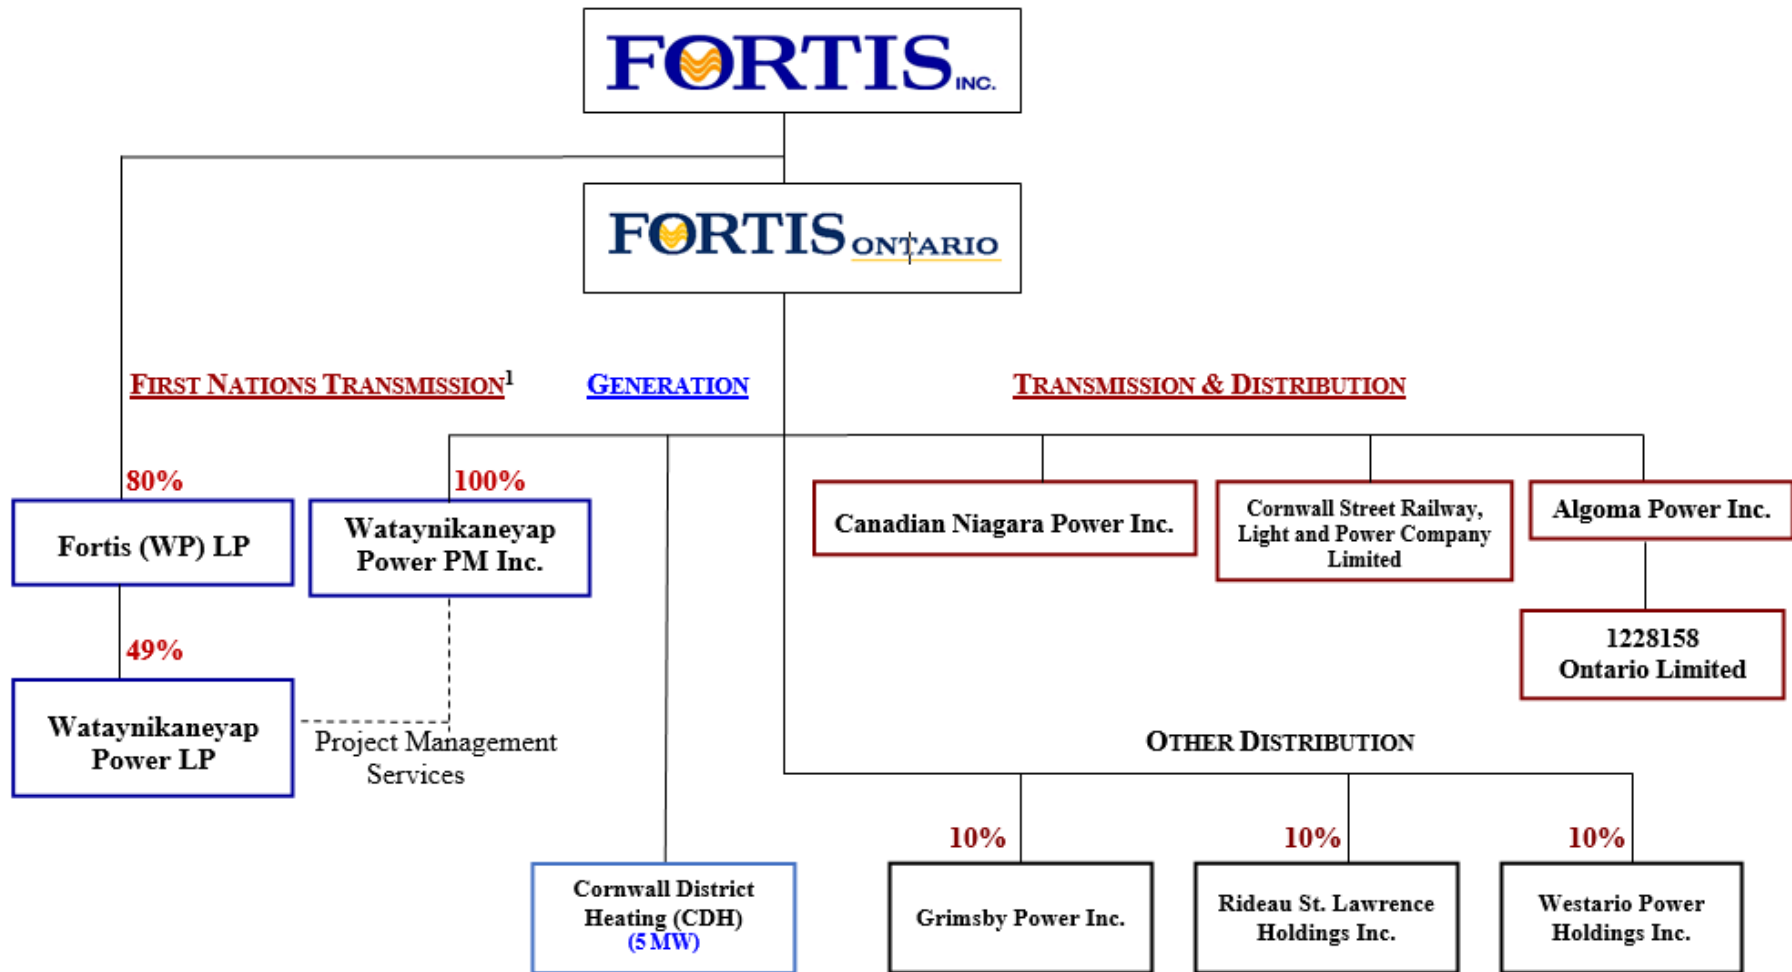 FORTIS INC.
FORTIS ONTARIO
FIRST NATIONS TRANSMISSION1
GENERATION
TRANSMISSION & DISTRIBUTION
80%
100%
Fortis (WP) LP
Wataynikaneyap
Power PM Inc.
Canadian Niagara Power Inc.
Cornwall Street Railway,
Light and Power Company
Limited
Algoma Power Inc.
49%
1228158
Ontario Limited
Wataynikaneyap
Power LP
Project Management
Services
OTHER DISTRIBUTION
10%
10%
10%
Cornwall District
Heating (CDH)
(5 MW)
Grimsby Power Inc.
Rideau St. Lawrence
Holdings Inc.
Westario Power
Holdings Inc.